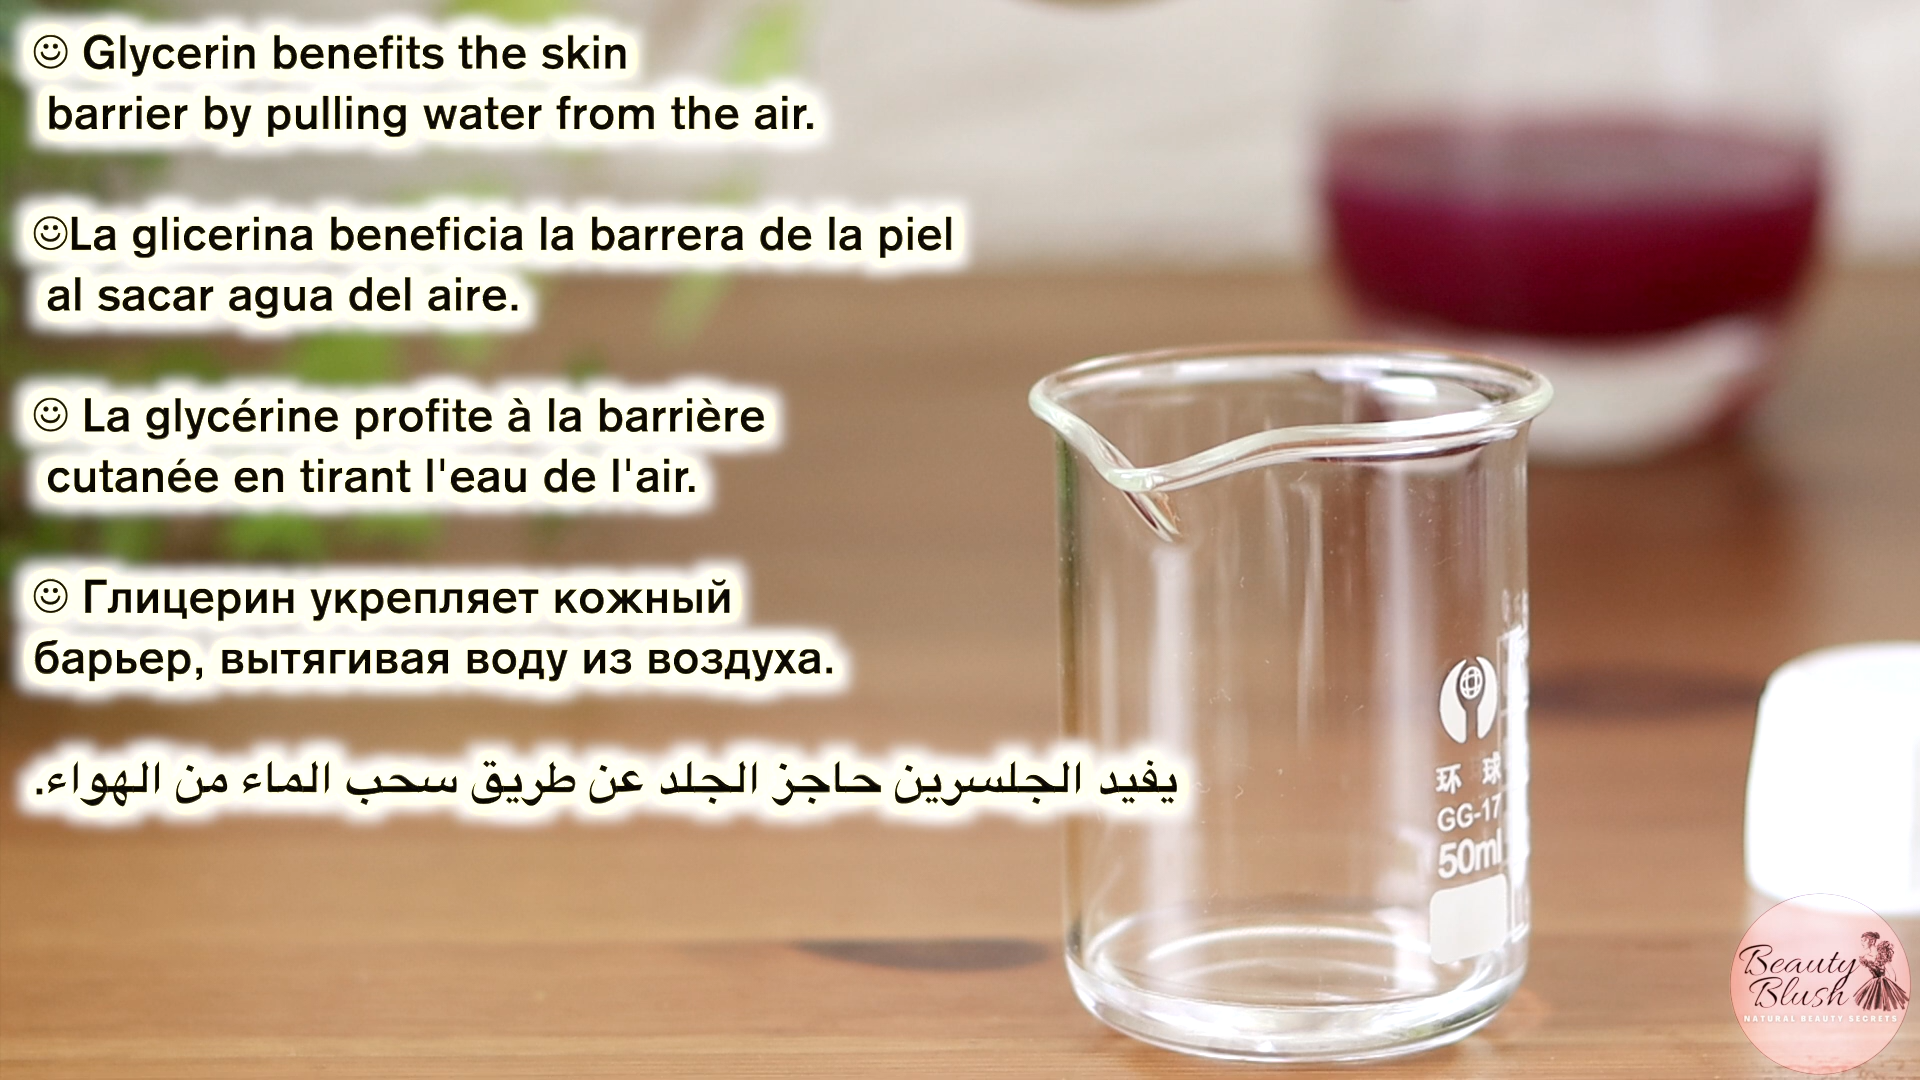 ☺ Glycerin benefits the skin
barrier by pulling water from the air.
☺La glicerina beneficia la barrera de la piel
al sacar agua del aire.
☺ La glycérine profite à la barrière
cutanée en tirant l'eau de l'air.
☺ Глицерин укрепляет кожный
барьер, вытягивая воду из воздуха.
يفيد الجلسرين حاجز الجلد عن طريق سحب الماء من الهواء.
环 球
GG-17
50ml
Beauty
Blush
NATURAL BEAUTY SECRETS